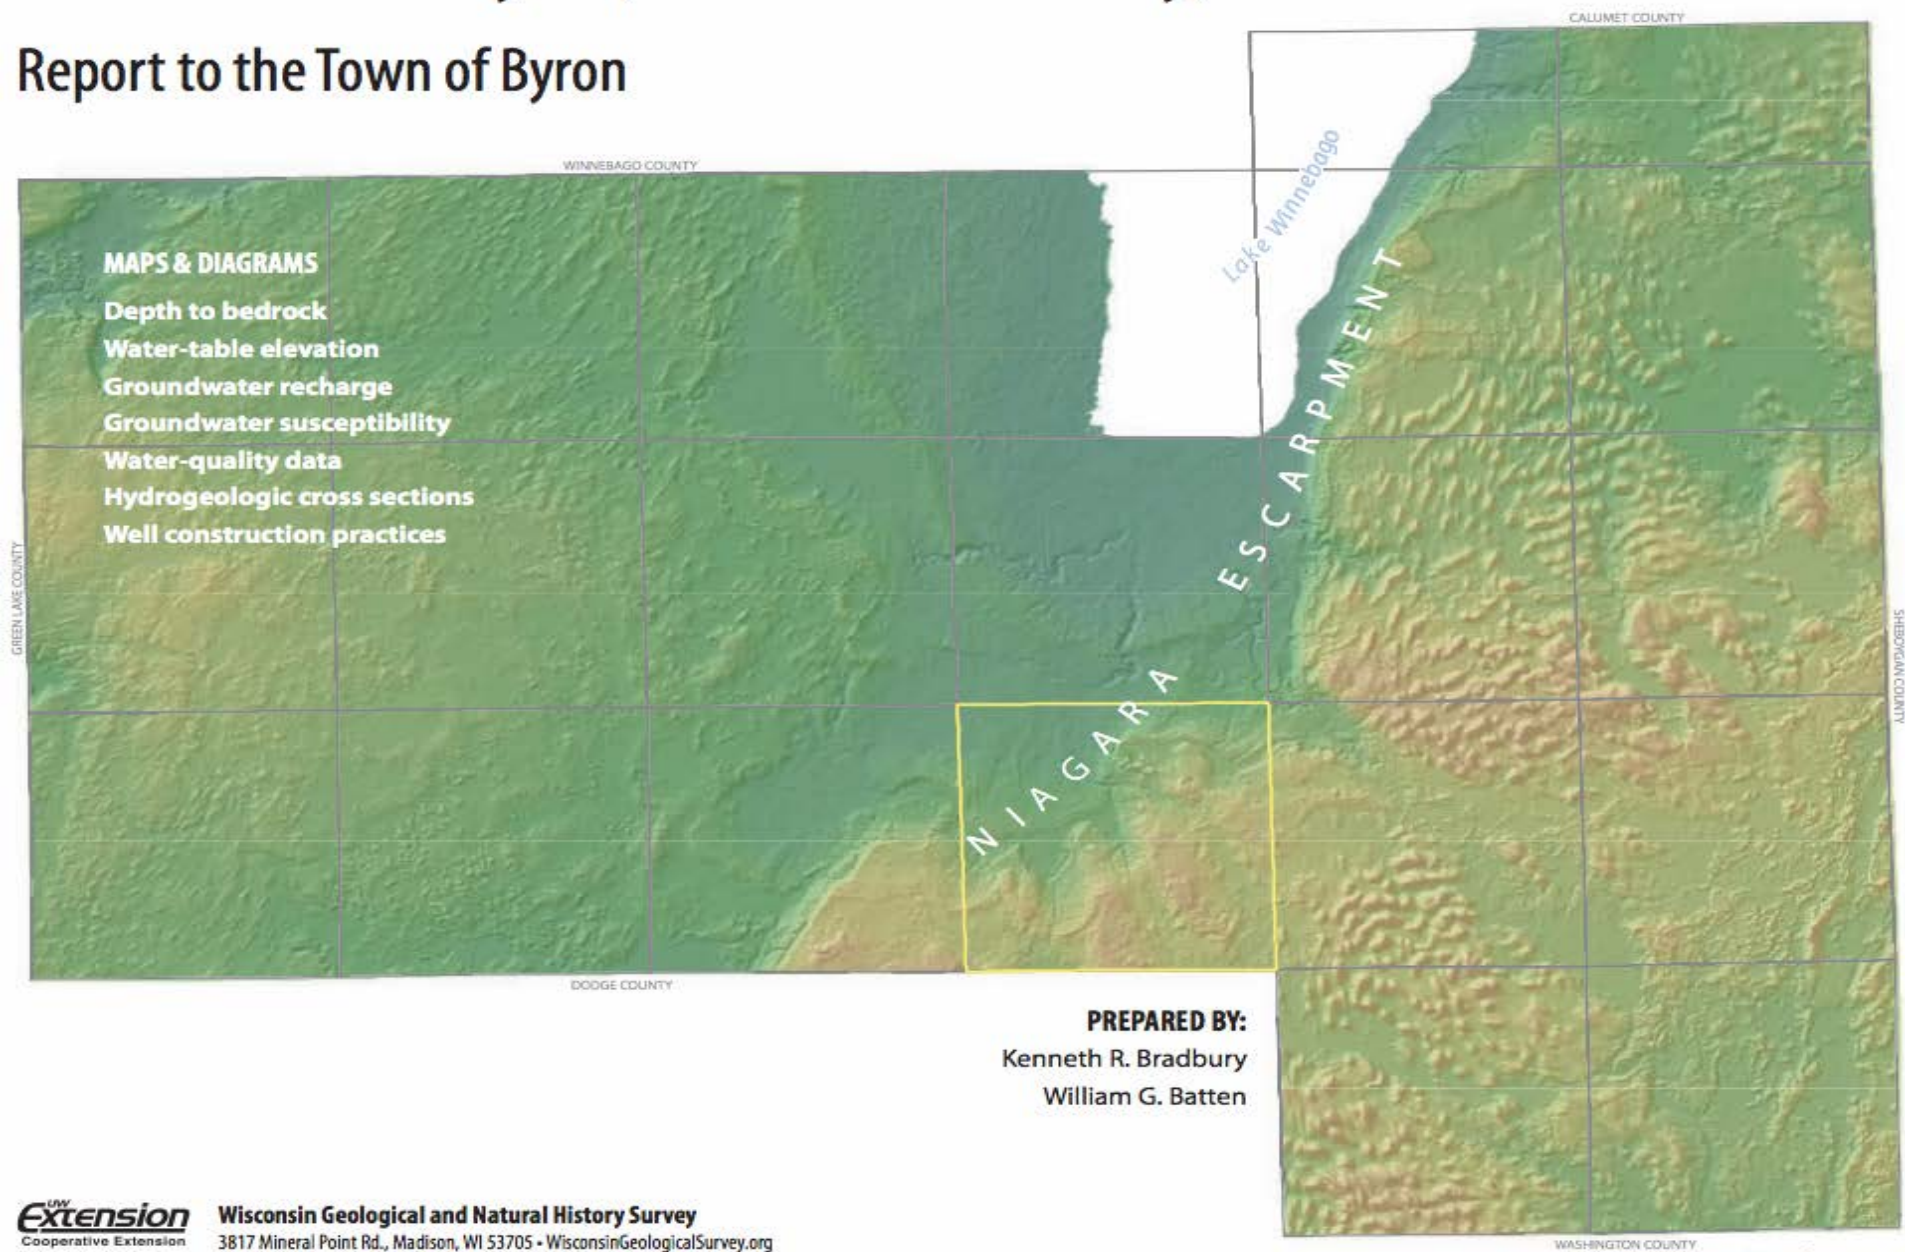 Report to the Town of Byron
CALUMET COUNTY
WINNEBAGO COUNTY
Lake Winnebago
MAPS & DIAGRAMS
Depth to bedrock
Water-table elevation
Groundwater recharge
Groundwater susceptibility
Water-quality data
Hydrogeologic cross sections
Well construction practices
GREEN LAKE COUNTY
NIAGARA ESCARPMENT
SHEBOYGAN COUNTY
DODGE COUNTY
PREPARED BY:
Kenneth R. Bradbury
William G. Batten
UW
Extension
Cooperative Extension
Wisconsin Geological and Natural History Survey
3817 Mineral Point Rd., Madison, WI 53705 • WisconsinGeologicalSurvey.org
WASHINGTON COUNTY